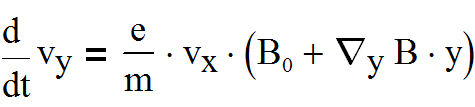 d/dt v_y = e/m · v_x · (B_0 + ∇_y B · y)